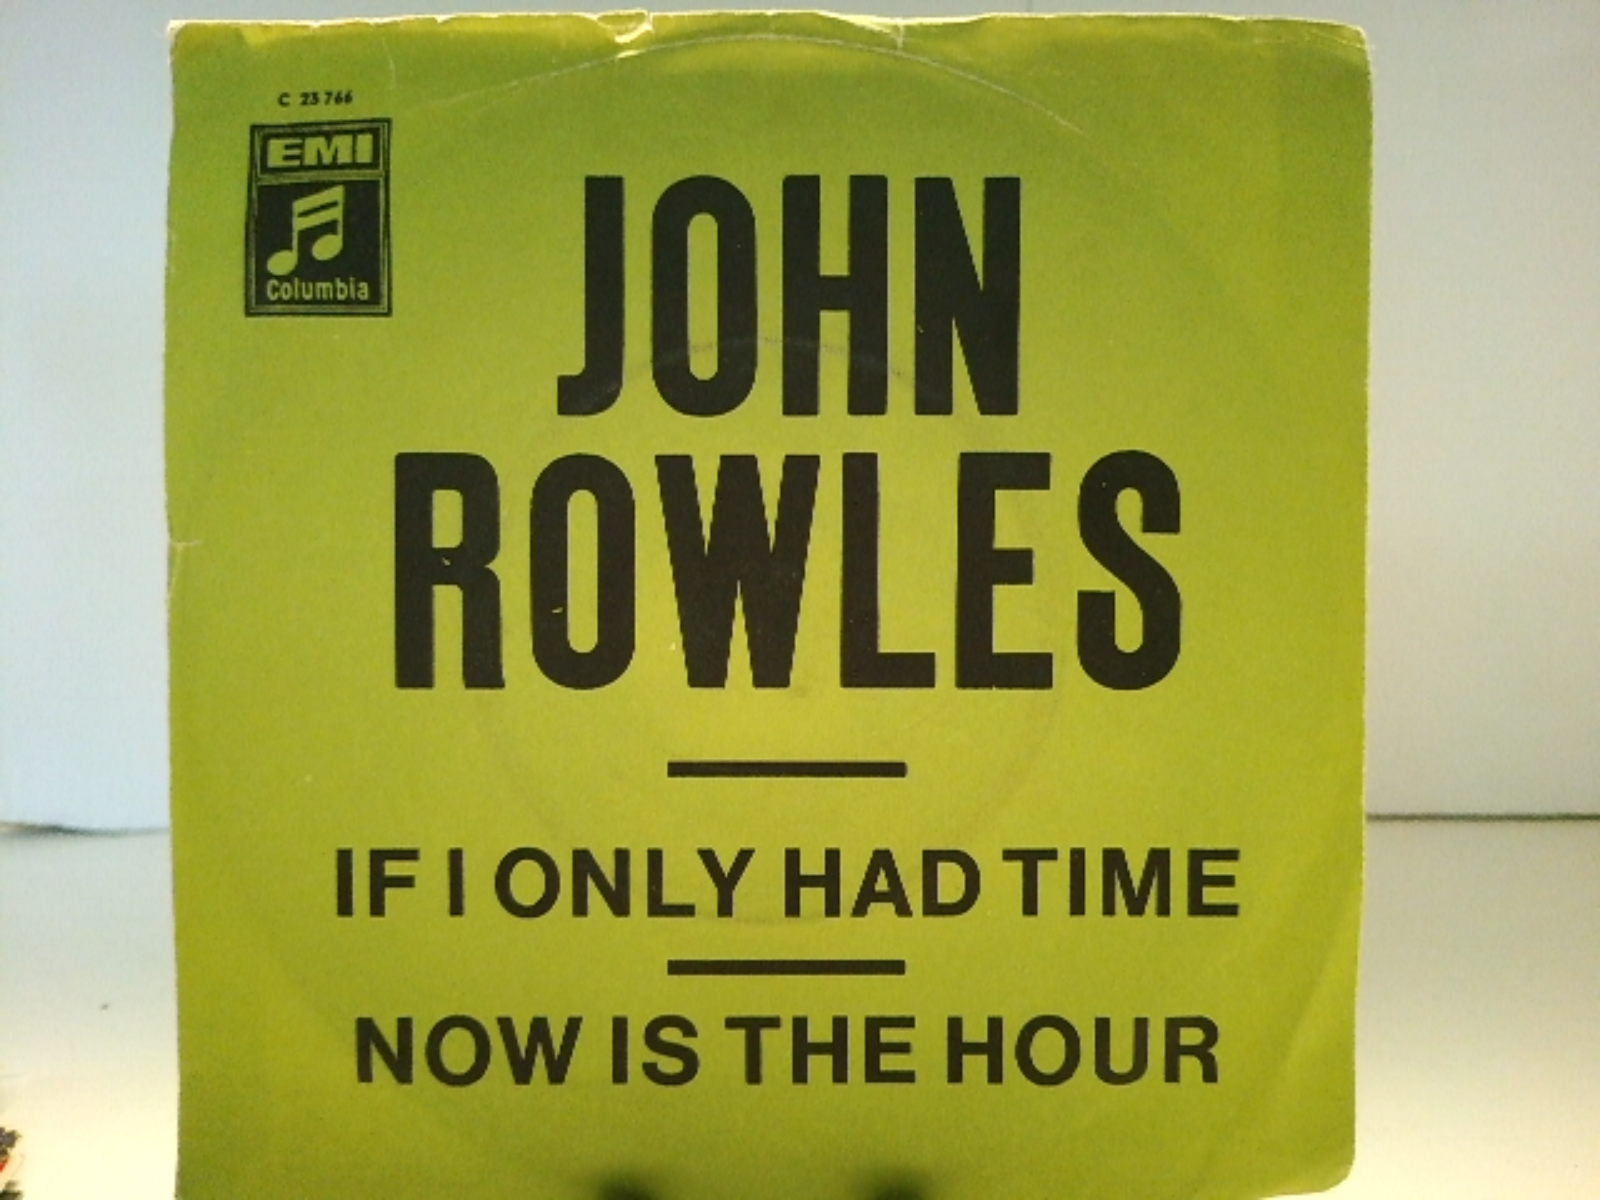 C 23 766
EMI
Columbia
JOHN
ROWLES
IF I ONLY HAD TIME
NOW IS THE HOUR